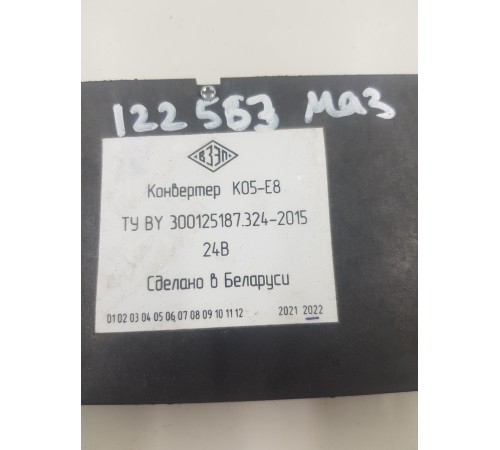 122563 маз
ВЗЭП
Конвертер К05-Е8
ТУ BY 300125187.324-2015
24В
Сделано в Беларуси
01 02 03 04 05 06 07 08 09 10 11 12 2021 2022